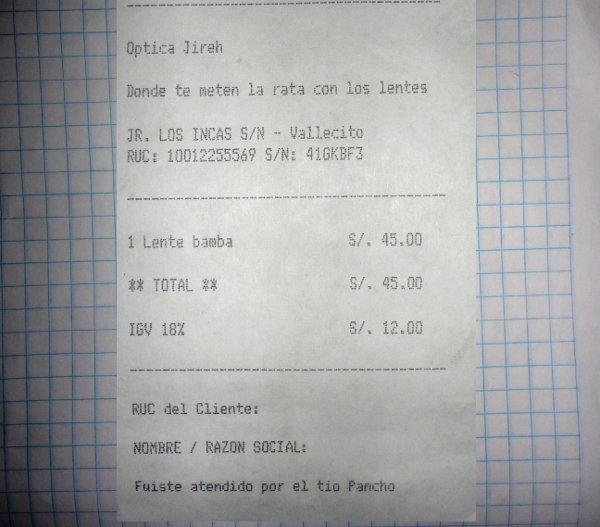 Optica Jireh
Donde te meten la rata con los lentes
JR. LOS INCAS S/N - Vallecito
RUC: 10012255569 S/N: 41GKBF3
1 Lente bamba S/. 45.00
** TOTAL ** S/. 45.00
IGV 18% S/. 12.00
RUC del Cliente:
NOMBRE / RAZON SOCIAL:
Fuiste atendido por el tio Pancho